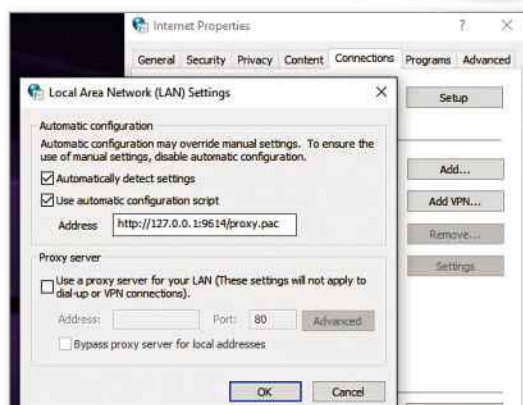 Internet Properties ? ×
General Security Privacy Content Connections Programs Advanced
Local Area Network (LAN) Settings ×
Setup
Automatic configuration
Automatic configuration may override manual settings. To ensure the
use of manual settings, disable automatic configuration.
Automatically detect settings
Add...
Use automatic configuration script
Add VPN...
Address http://127.0.0.1:9614/proxy.pac
Remove...
Proxy server
Settings
Use a proxy server for your LAN (These settings will not apply to
dial-up or VPN connections).
Address: Port: 80 Advanced
Bypass proxy server for local addresses
OK Cancel